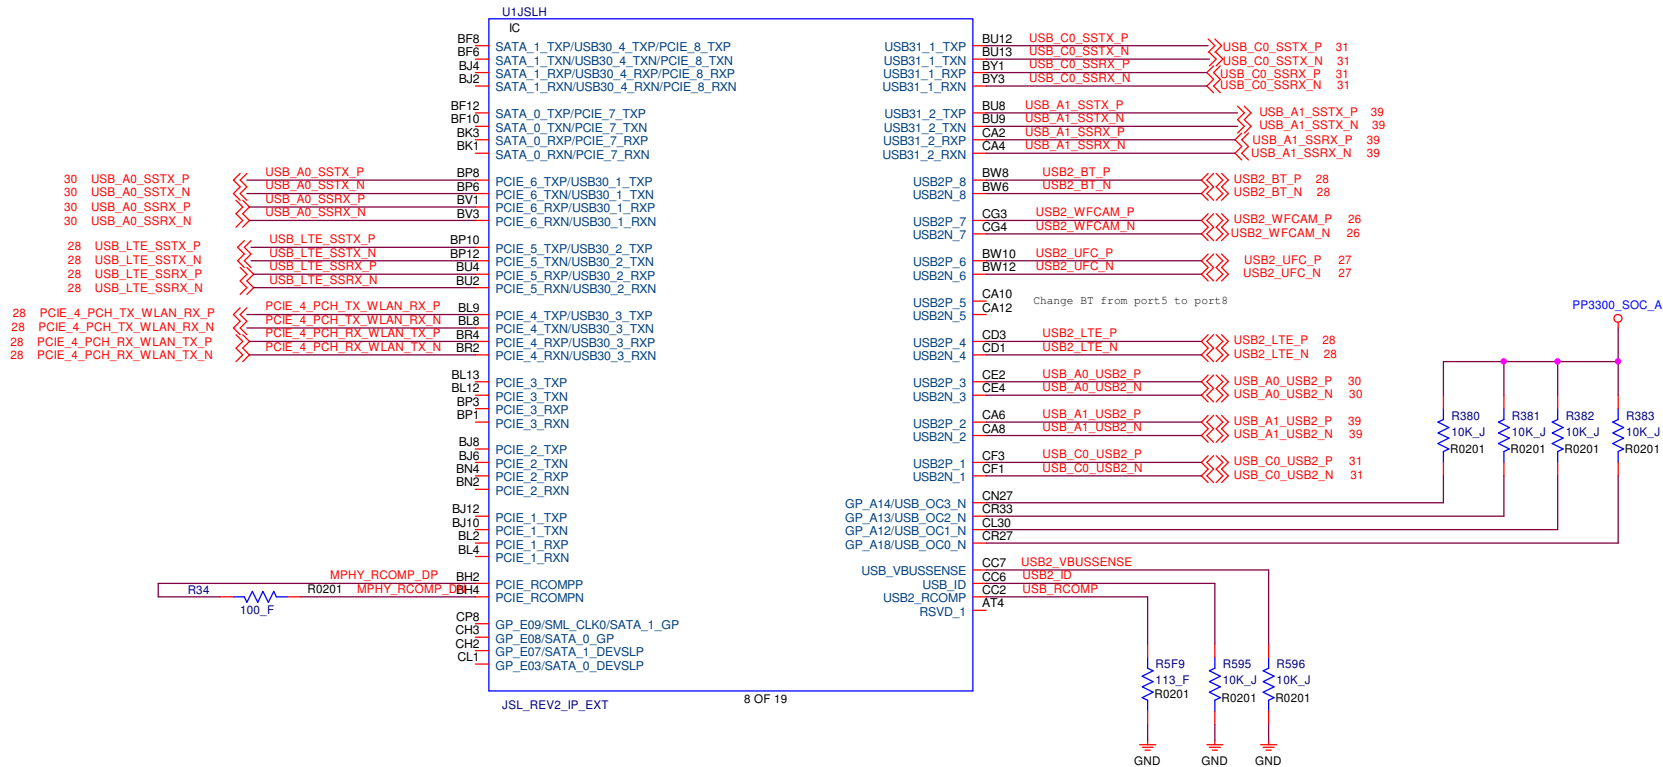 U1JSLH
IC
BF8 SATA_1_TXP/USB30_4_TXP/PCIE_8_TXP
BF6 SATA_1_TXN/USB30_4_TXN/PCIE_8_TXN
BJ4 SATA_1_RXP/USB30_4_RXP/PCIE_8_RXP
BJ2 SATA_1_RXN/USB30_4_RXN/PCIE_8_RXN
BF12 SATA_0_TXP/PCIE_7_TXP
BF10 SATA_0_TXN/PCIE_7_TXN
BK3 SATA_0_RXP/PCIE_7_RXP
BK1 SATA_0_RXN/PCIE_7_RXN
30 USB_A0_SSTX_P USB_A0_SSTX_P BP8 PCIE_6_TXP/USB30_1_TXP
30 USB_A0_SSTX_N USB_A0_SSTX_N BP6 PCIE_6_TXN/USB30_1_TXN
30 USB_A0_SSRX_P USB_A0_SSRX_P BV1 PCIE_6_RXP/USB30_1_RXP
30 USB_A0_SSRX_N USB_A0_SSRX_N BV3 PCIE_6_RXN/USB30_1_RXN
28 USB_LTE_SSTX_P USB_LTE_SSTX_P BP10 PCIE_5_TXP/USB30_2_TXP
28 USB_LTE_SSTX_N USB_LTE_SSTX_N BP12 PCIE_5_TXN/USB30_2_TXN
28 USB_LTE_SSRX_P USB_LTE_SSRX_P BU4 PCIE_5_RXP/USB30_2_RXP
28 USB_LTE_SSRX_N USB_LTE_SSRX_N BU2 PCIE_5_RXN/USB30_2_RXN
28 PCIE_4_PCH_TX_WLAN_RX_P PCIE_4_PCH_TX_WLAN_RX_P BL9 PCIE_4_TXP/USB30_3_TXP
28 PCIE_4_PCH_TX_WLAN_RX_N PCIE_4_PCH_TX_WLAN_RX_N BL8 PCIE_4_TXN/USB30_3_TXN
28 PCIE_4_PCH_RX_WLAN_TX_P PCIE_4_PCH_RX_WLAN_TX_P BR4 PCIE_4_RXP/USB30_3_RXP
28 PCIE_4_PCH_RX_WLAN_TX_N PCIE_4_PCH_RX_WLAN_TX_N BR2 PCIE_4_RXN/USB30_3_RXN
BL13 PCIE_3_TXP
BL12 PCIE_3_TXN
BP3 PCIE_3_RXP
BP1 PCIE_3_RXN
BJ8 PCIE_2_TXP
BJ6 PCIE_2_TXN
BN4 PCIE_2_RXP
BN2 PCIE_2_RXN
BJ12 PCIE_1_TXP
BJ10 PCIE_1_TXN
BL2 PCIE_1_RXP
BL4 PCIE_1_RXN
MPHY_RCOMP_DP BH2 PCIE_RCOMPP
R34 100_F R0201 MPHY_RCOMP_DN BH4 PCIE_RCOMPN
CP8 GP_E09/SML_CLK0/SATA_1_GP
CH3 GP_E08/SATA_0_GP
CH2 GP_E07/SATA_1_DEVSLP
CL1 GP_E03/SATA_0_DEVSLP
USB31_1_TXP BU12 USB_C0_SSTX_P USB_C0_SSTX_P 31
USB31_1_TXN BU13 USB_C0_SSTX_N USB_C0_SSTX_N 31
USB31_1_RXP BY1 USB_C0_SSRX_P USB_C0_SSRX_P 31
USB31_1_RXN BY3 USB_C0_SSRX_N USB_C0_SSRX_N 31
USB31_2_TXP BU8 USB_A1_SSTX_P USB_A1_SSTX_P 39
USB31_2_TXN BU9 USB_A1_SSTX_N USB_A1_SSTX_N 39
USB31_2_RXP CA2 USB_A1_SSRX_P USB_A1_SSRX_P 39
USB31_2_RXN CA4 USB_A1_SSRX_N USB_A1_SSRX_N 39
USB2P_8 BW8 USB2_BT_P USB2_BT_P 28
USB2N_8 BW6 USB2_BT_N USB2_BT_N 28
USB2P_7 CG3 USB2_WFCAM_P USB2_WFCAM_P 26
USB2N_7 CG4 USB2_WFCAM_N USB2_WFCAM_N 26
USB2P_6 BW10 USB2_UFC_P USB2_UFC_P 27
USB2N_6 BW12 USB2_UFC_N USB2_UFC_N 27
USB2P_5 CA10 Change BT from port5 to port8
USB2N_5 CA12
USB2P_4 CD3 USB2_LTE_P USB2_LTE_P 28
USB2N_4 CD1 USB2_LTE_N USB2_LTE_N 28
USB2P_3 CE2 USB_A0_USB2_P USB_A0_USB2_P 30
USB2N_3 CE4 USB_A0_USB2_N USB_A0_USB2_N 30
USB2P_2 CA6 USB_A1_USB2_P USB_A1_USB2_P 39
USB2N_2 CA8 USB_A1_USB2_N USB_A1_USB2_N 39
USB2P_1 CF3 USB_C0_USB2_P USB_C0_USB2_P 31
USB2N_1 CF1 USB_C0_USB2_N USB_C0_USB2_N 31
GP_A14/USB_OC3_N CN27
GP_A13/USB_OC2_N CR33
GP_A12/USB_OC1_N CL30
GP_A18/USB_OC0_N CR27
USB_VBUSSENSE CC7 USB2_VBUSSENSE
USB_ID CC6 USB2_ID
USB2_RCOMP CC2 USB_RCOMP
RSVD_1 AT4
PP3300_SOC_A
R380 R381 R382 R383
10K_J 10K_J 10K_J 10K_J
R0201 R0201 R0201 R0201
R5F9 R595 R596
113_F 10K_J 10K_J
R0201 R0201 R0201
GND GND GND
JSL_REV2_IP_EXT
8 OF 19